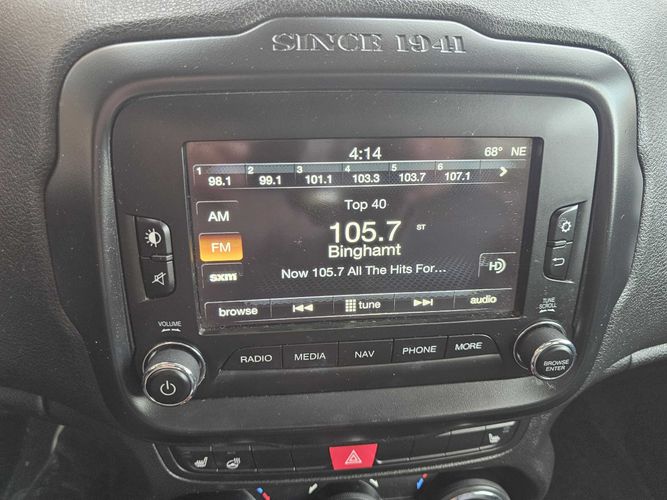 SINCE 1941
4:14
68° NE
1 2 3 4 5 6
98.1 99.1 101.1 103.3 103.7 107.1
Top 40
AM
105.7 ST
FM
Binghamt
Now 105.7 All The Hits For...
sxm
HD
browse tune audio
VOLUME
TUNE
SCROLL
RADIO MEDIA NAV PHONE MORE
BROWSE
ENTER